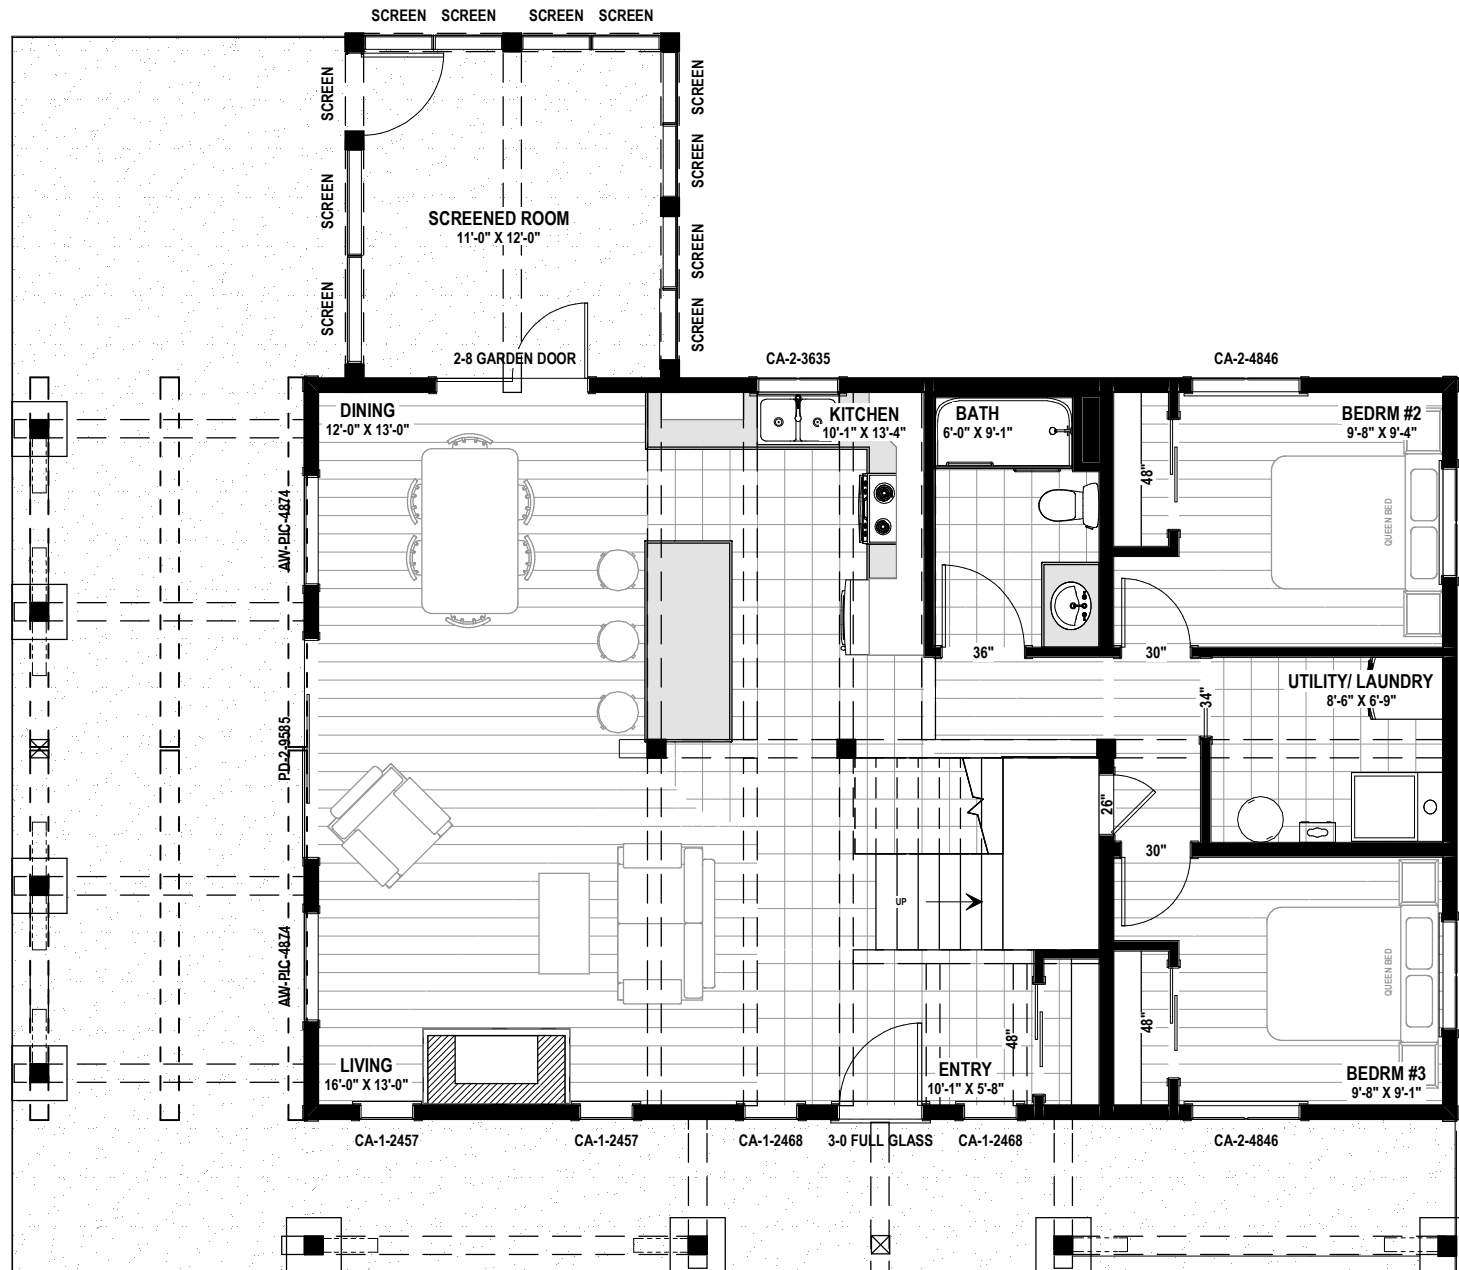 SCREEN SCREEN SCREEN SCREEN
SCREEN
SCREEN
SCREEN
SCREEN
SCREEN
SCREEN
SCREEN
SCREENED ROOM
11'-0" X 12'-0"
2-8 GARDEN DOOR
CA-2-3635
CA-2-4846
DINING
12'-0" X 13'-0"
KITCHEN
10'-1" X 13'-4"
BATH
6'-0" X 9'-1"
BEDRM #2
9'-8" X 9'-4"
48"
QUEEN BED
AW-PIC-4874
36"
30"
UTILITY/ LAUNDRY
8'-6" X 6'-9"
34"
PD-2-9585
26"
30"
UP
AW-PIC-4874
QUEEN BED
48"
48"
LIVING
16'-0" X 13'-0"
ENTRY
10'-1" X 5'-8"
BEDRM #3
9'-8" X 9'-1"
CA-1-2457
CA-1-2457
CA-1-2468
3-0 FULL GLASS
CA-1-2468
CA-2-4846